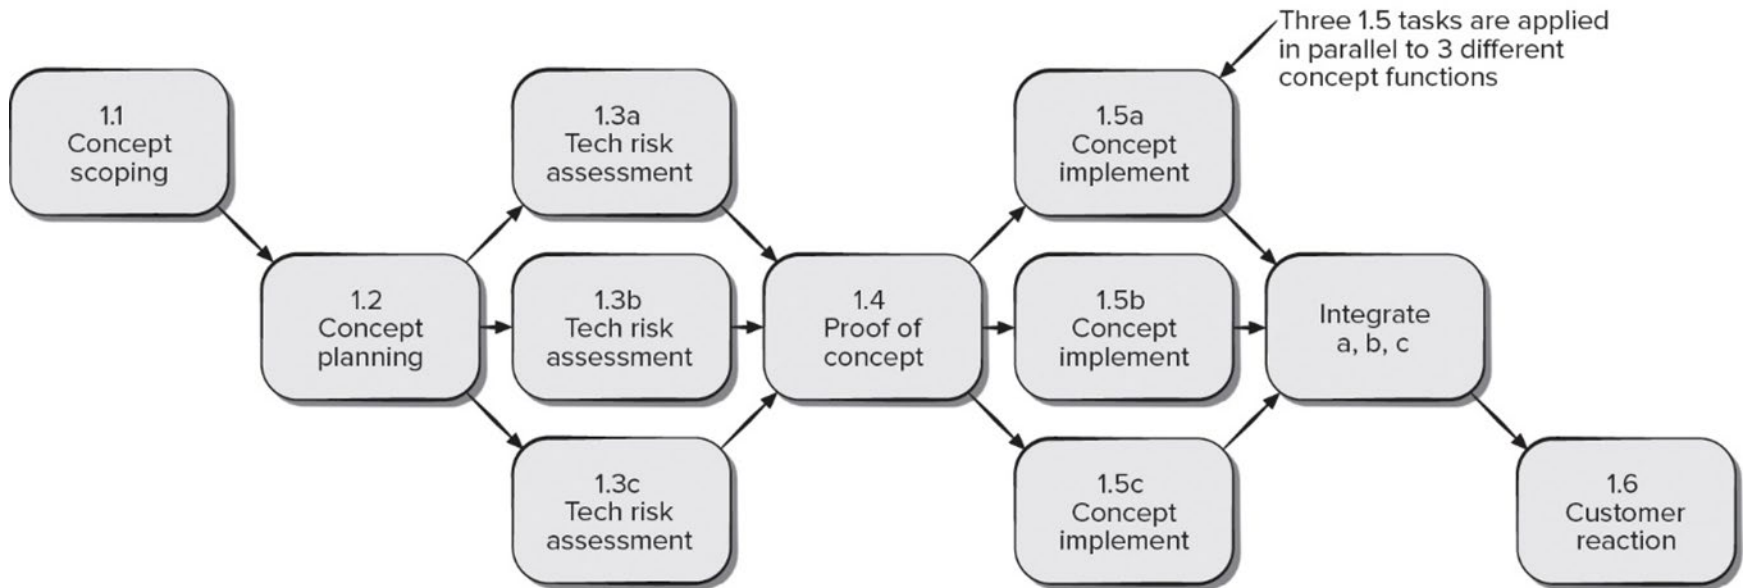 Three 1.5 tasks are applied
in parallel to 3 different
concept functions
1.1
Concept
scoping
1.2
Concept
planning
1.3a
Tech risk
assessment
1.3b
Tech risk
assessment
1.3c
Tech risk
assessment
1.4
Proof of
concept
1.5a
Concept
implement
1.5b
Concept
implement
1.5c
Concept
implement
Integrate
a, b, c
1.6
Customer
reaction